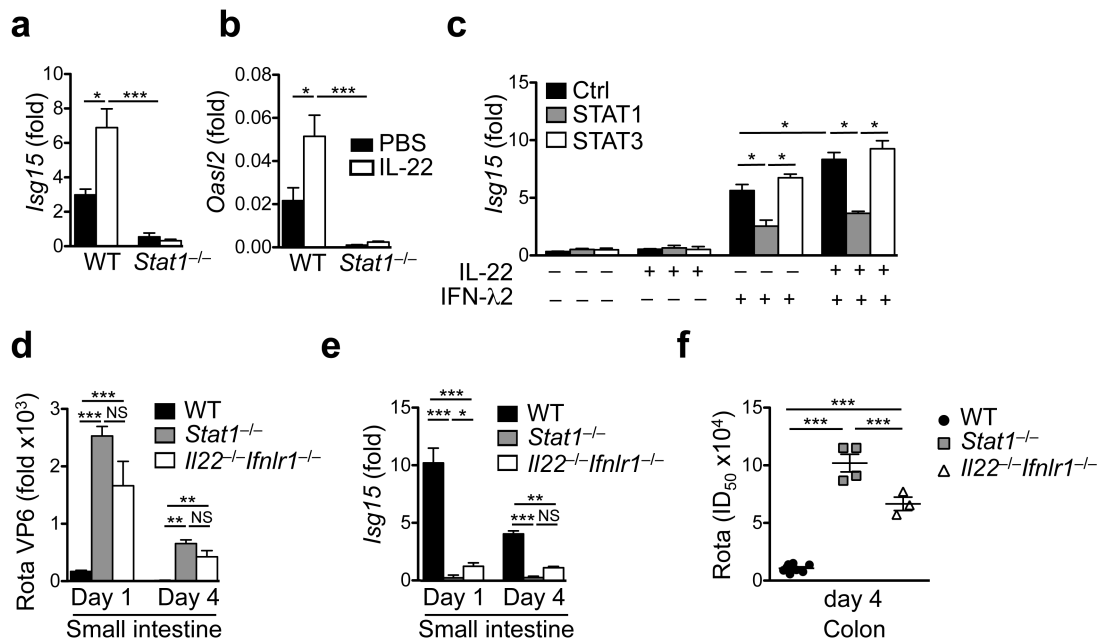 a
Isg15 (fold)
10
8
6
4
2
0
*
***
WT
Stat1–/–
b
Oasl2 (fold)
0.08
0.06
0.04
0.02
0.00
*
***
PBS
IL-22
WT
Stat1–/–
c
Isg15 (fold)
15
10
5
0
Ctrl
STAT1
STAT3
*
* *
* *
IL-22 – – – + + + – – – + + +
IFN-λ2 – – – – – – + + + + + +
d
Rota VP6 (fold x10³)
3
2
1
0
***
*** NS
**
** NS
WT
Stat1–/–
Il22–/–Ifnlr1–/–
Day 1 Day 4
Small intestine
e
Isg15 (fold)
15
10
5
0
***
*** *
**
*** NS
WT
Stat1–/–
Il22–/–Ifnlr1–/–
Day 1 Day 4
Small intestine
f
Rota (ID50 x10⁴)
15
10
5
0
***
*** ***
WT
Stat1–/–
Il22–/–Ifnlr1–/–
day 4
Colon